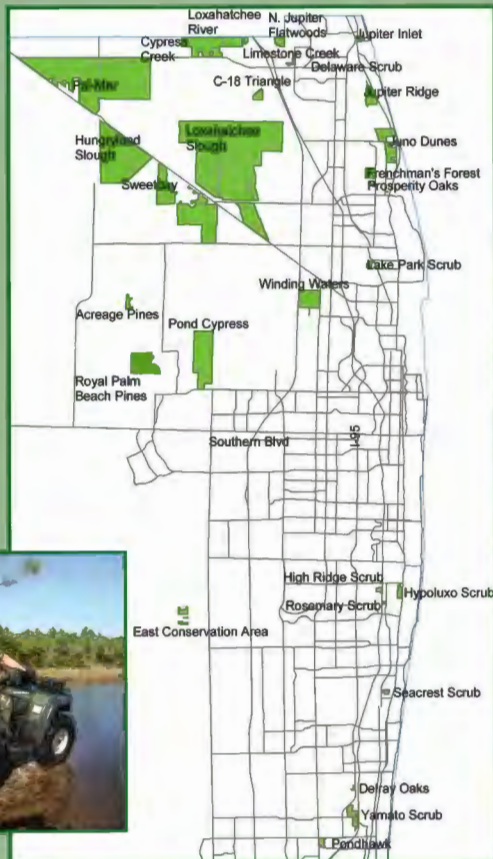 Loxahatchee
River
N. Jupiter
Flatwoods
Jupiter Inlet
Cypress
Creek
Limestone Creek
Delaware Scrub
Pal-Mar
C-18 Triangle
Jupiter Ridge
Hungryland
Slough
Loxahatchee
Slough
Juno Dunes
Sweetbay
Frenchman's Forest
Prosperity Oaks
Lake Park Scrub
Winding Waters
Acreage Pines
Pond Cypress
Royal Palm
Beach Pines
Southern Blvd
I-95
High Ridge Scrub
Hypoluxo Scrub
Rosemary Scrub
East Conservation Area
Seacrest Scrub
Delray Oaks
Yamato Scrub
Pondhawk